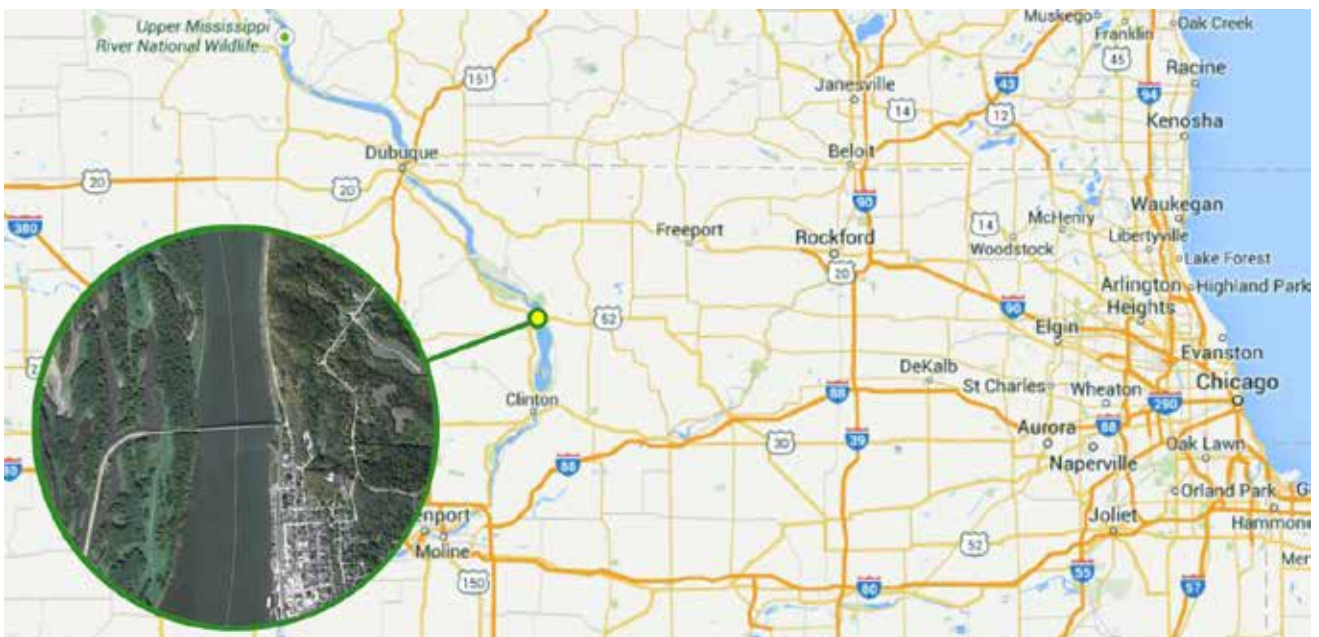 Upper Mississippi
River National Wildlife
Muskego
Oak Creek
Franklin
45
Racine
151
Janesville
43
94
14
12
Kenosha
Dubuque
Beloit
20
20
90
Waukegan
380
McHenry
14
Freeport
Rockford
Woodstock
Libertyville
Lake Forest
20
Arlington
Heights
Highland Park
90
52
Elgin
Evanston
DeKalb
St Charles
Wheaton
Chicago
Clinton
88
290
Aurora
88
30
39
Oak Lawn
88
Naperville
Orland Park
enport
Joliet
Hammon
Moline
52
150
80
55
57